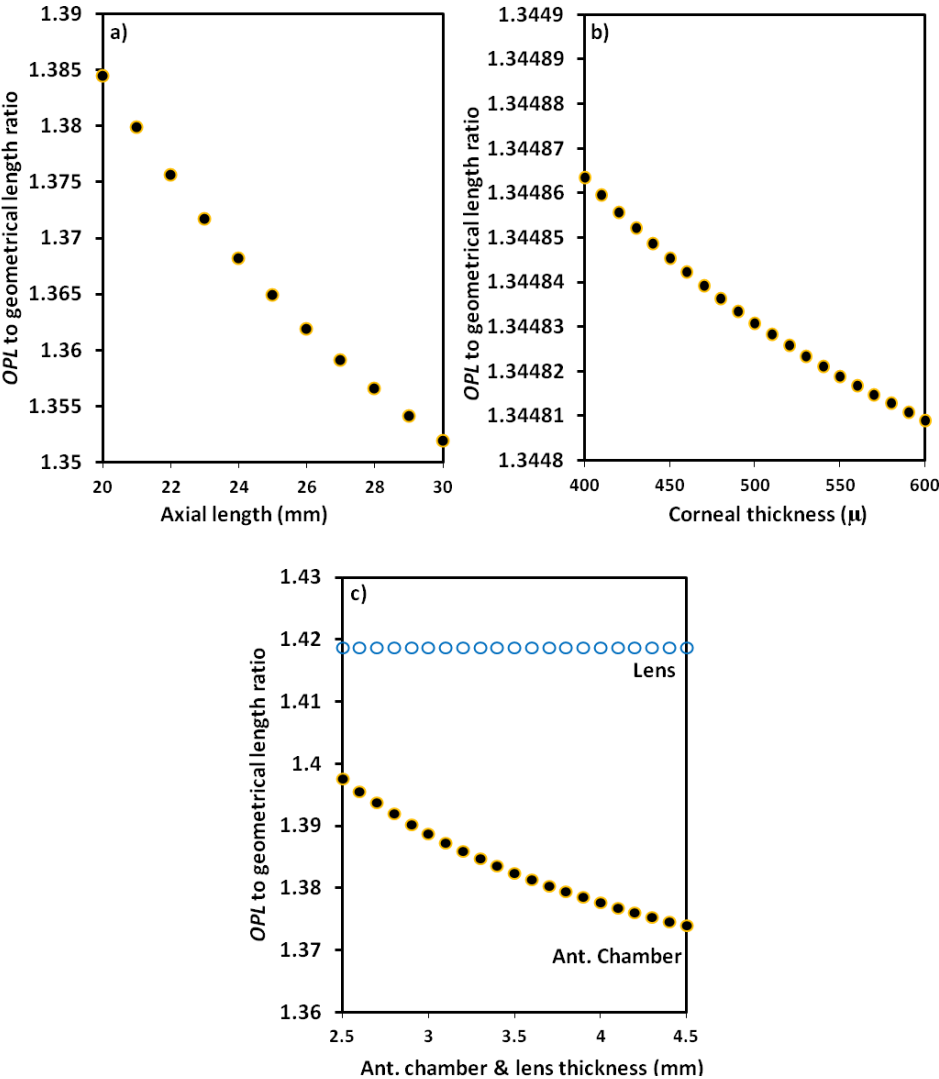 a)
OPL to geometrical length ratio
1.39
1.385
1.38
1.375
1.37
1.365
1.36
1.355
1.35
20 22 24 26 28 30
Axial length (mm)
b)
OPL to geometrical length ratio
1.3449
1.34489
1.34488
1.34487
1.34486
1.34485
1.34484
1.34483
1.34482
1.34481
1.3448
400 450 500 550 600
Corneal thickness (µ)
c)
OPL to geometrical length ratio
1.43
1.42
1.41
1.4
1.39
1.38
1.37
1.36
Lens
Ant. Chamber
2.5 3 3.5 4 4.5
Ant. chamber & lens thickness (mm)